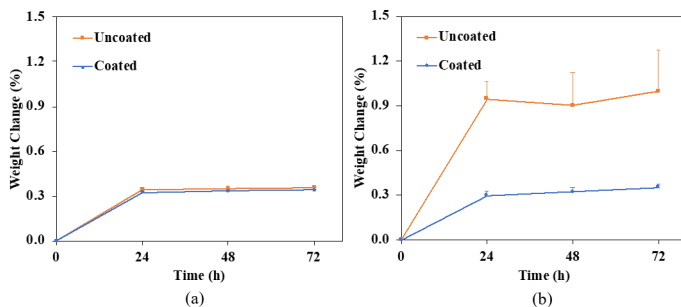 1.5
Uncoated
Coated
1.2
0.9
0.6
0.3
0.0
Weight Change (%)
0 24 48 72
Time (h)
(a)
1.5
Uncoated
1.2
Coated
0.9
0.6
0.3
0.0
Weight Change (%)
0 24 48 72
Time (h)
(b)